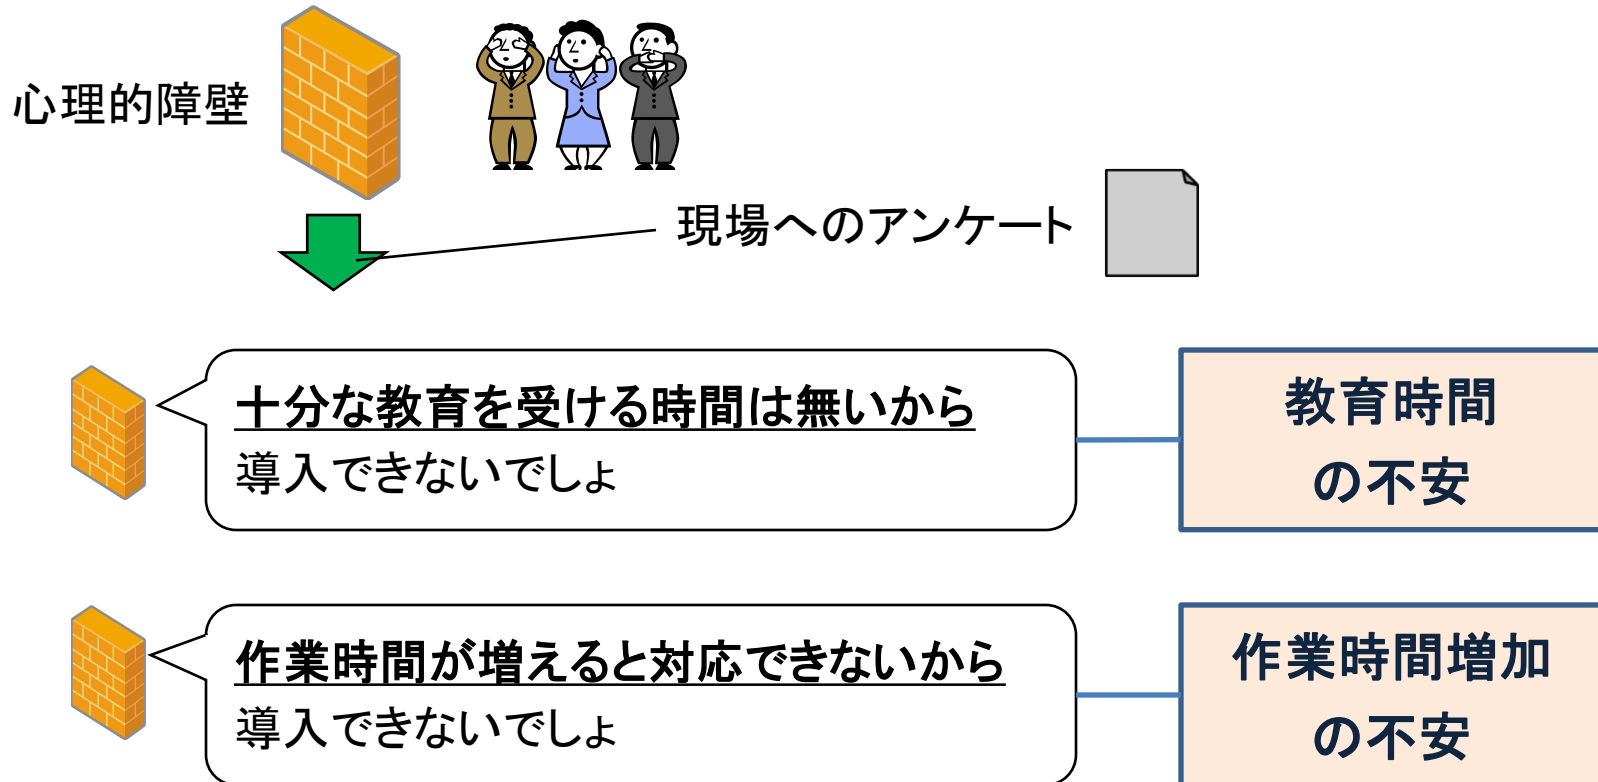 心理的障壁
現場へのアンケート
十分な教育を受ける時間は無いから
導入できないでしょ
教育時間
の不安
作業時間が増えると対応できないから
導入できないでしょ
作業時間増加
の不安